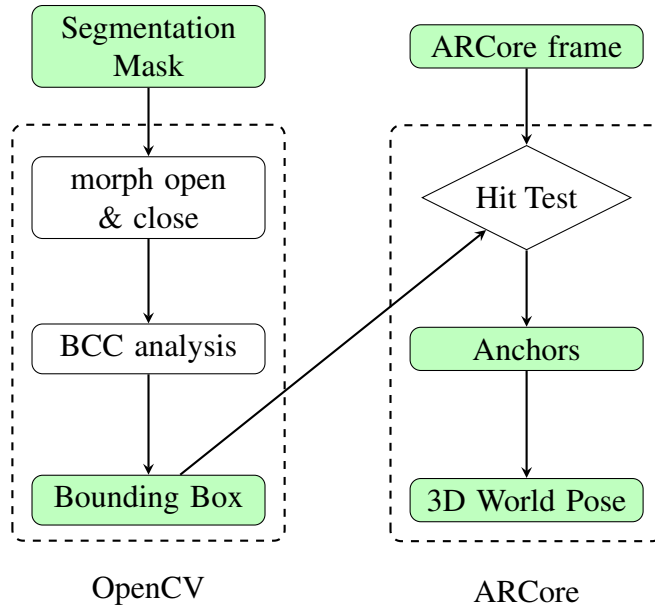 Segmentation
Mask
morph open
& close
BCC analysis
Bounding Box
OpenCV
ARCore frame
Hit Test
Anchors
3D World Pose
ARCore